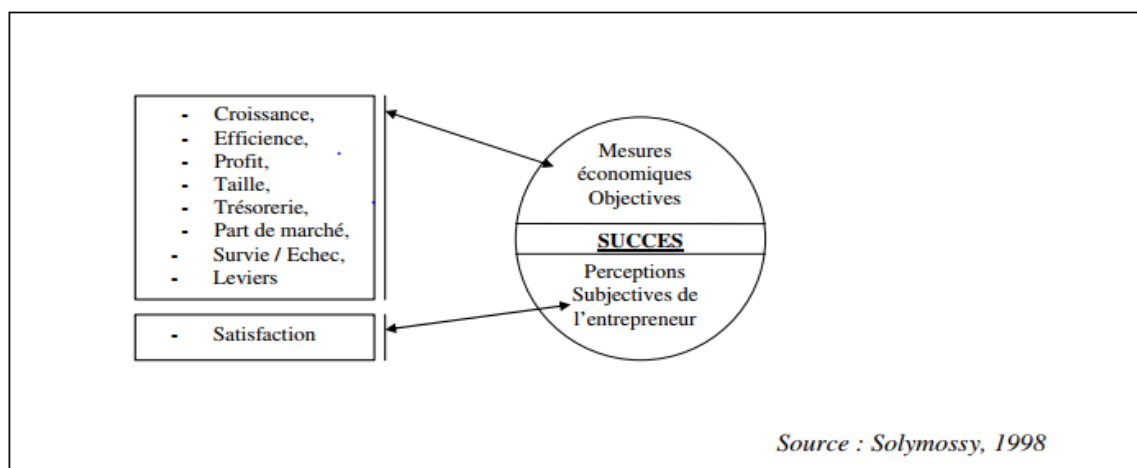 - Croissance,
- Efficience,
- Profit,
- Taille,
- Trésorerie,
- Part de marché,
- Survie / Echec,
- Leviers
- Satisfaction
Mesures
économiques
Objectives
SUCCES
Perceptions
Subjectives de
l’entrepreneur
Source : Solymossy, 1998